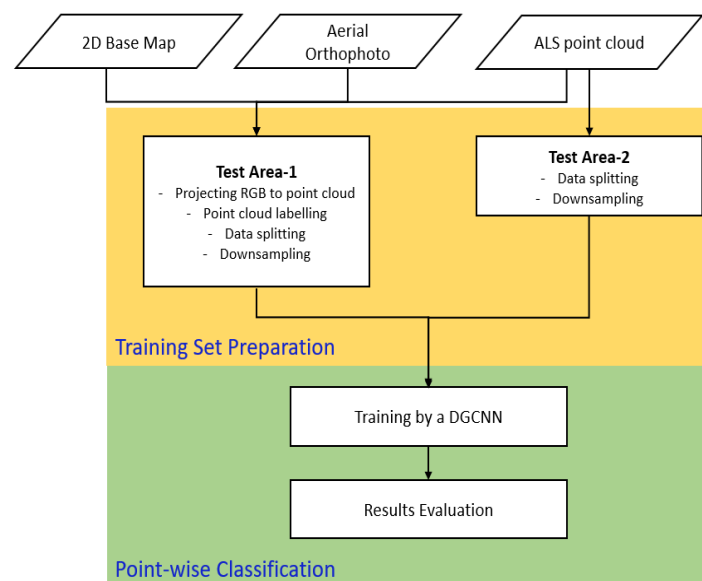 2D Base Map
Aerial
Orthophoto
ALS point cloud
Test Area-1
- Projecting RGB to point cloud
- Point cloud labelling
- Data splitting
- Downsampling
Test Area-2
- Data splitting
- Downsampling
Training Set Preparation
Training by a DGCNN
Results Evaluation
Point-wise Classification